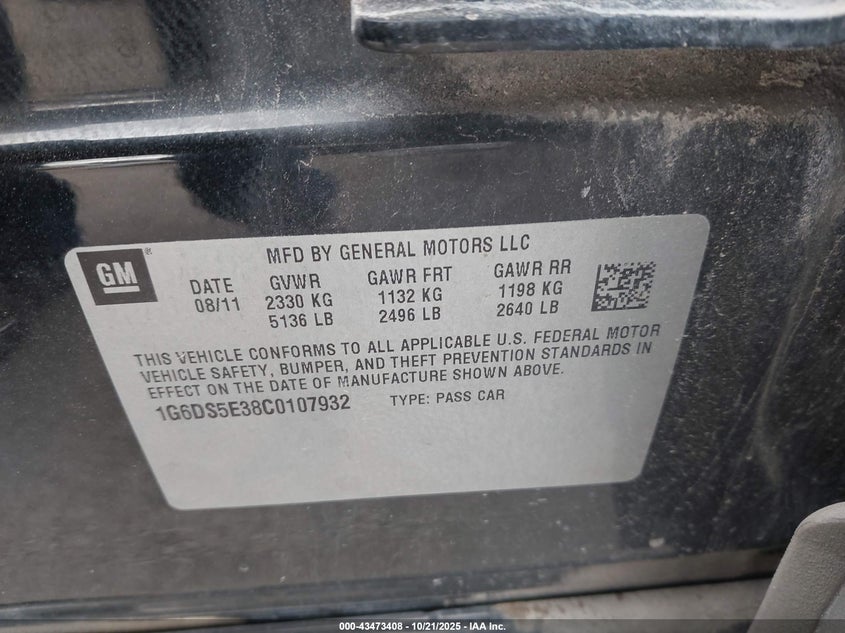 GM
MFD BY GENERAL MOTORS LLC
DATE GVWR GAWR FRT GAWR RR
08/11 2330 KG 1132 KG 1198 KG
5136 LB 2496 LB 2640 LB
THIS VEHICLE CONFORMS TO ALL APPLICABLE U.S. FEDERAL MOTOR
VEHICLE SAFETY, BUMPER, AND THEFT PREVENTION STANDARDS IN
EFFECT ON THE DATE OF MANUFACTURE SHOWN ABOVE.
1G6DS5E38C0107932 TYPE: PASS CAR
000-43473408 - 10/21/2025 - IAA Inc.